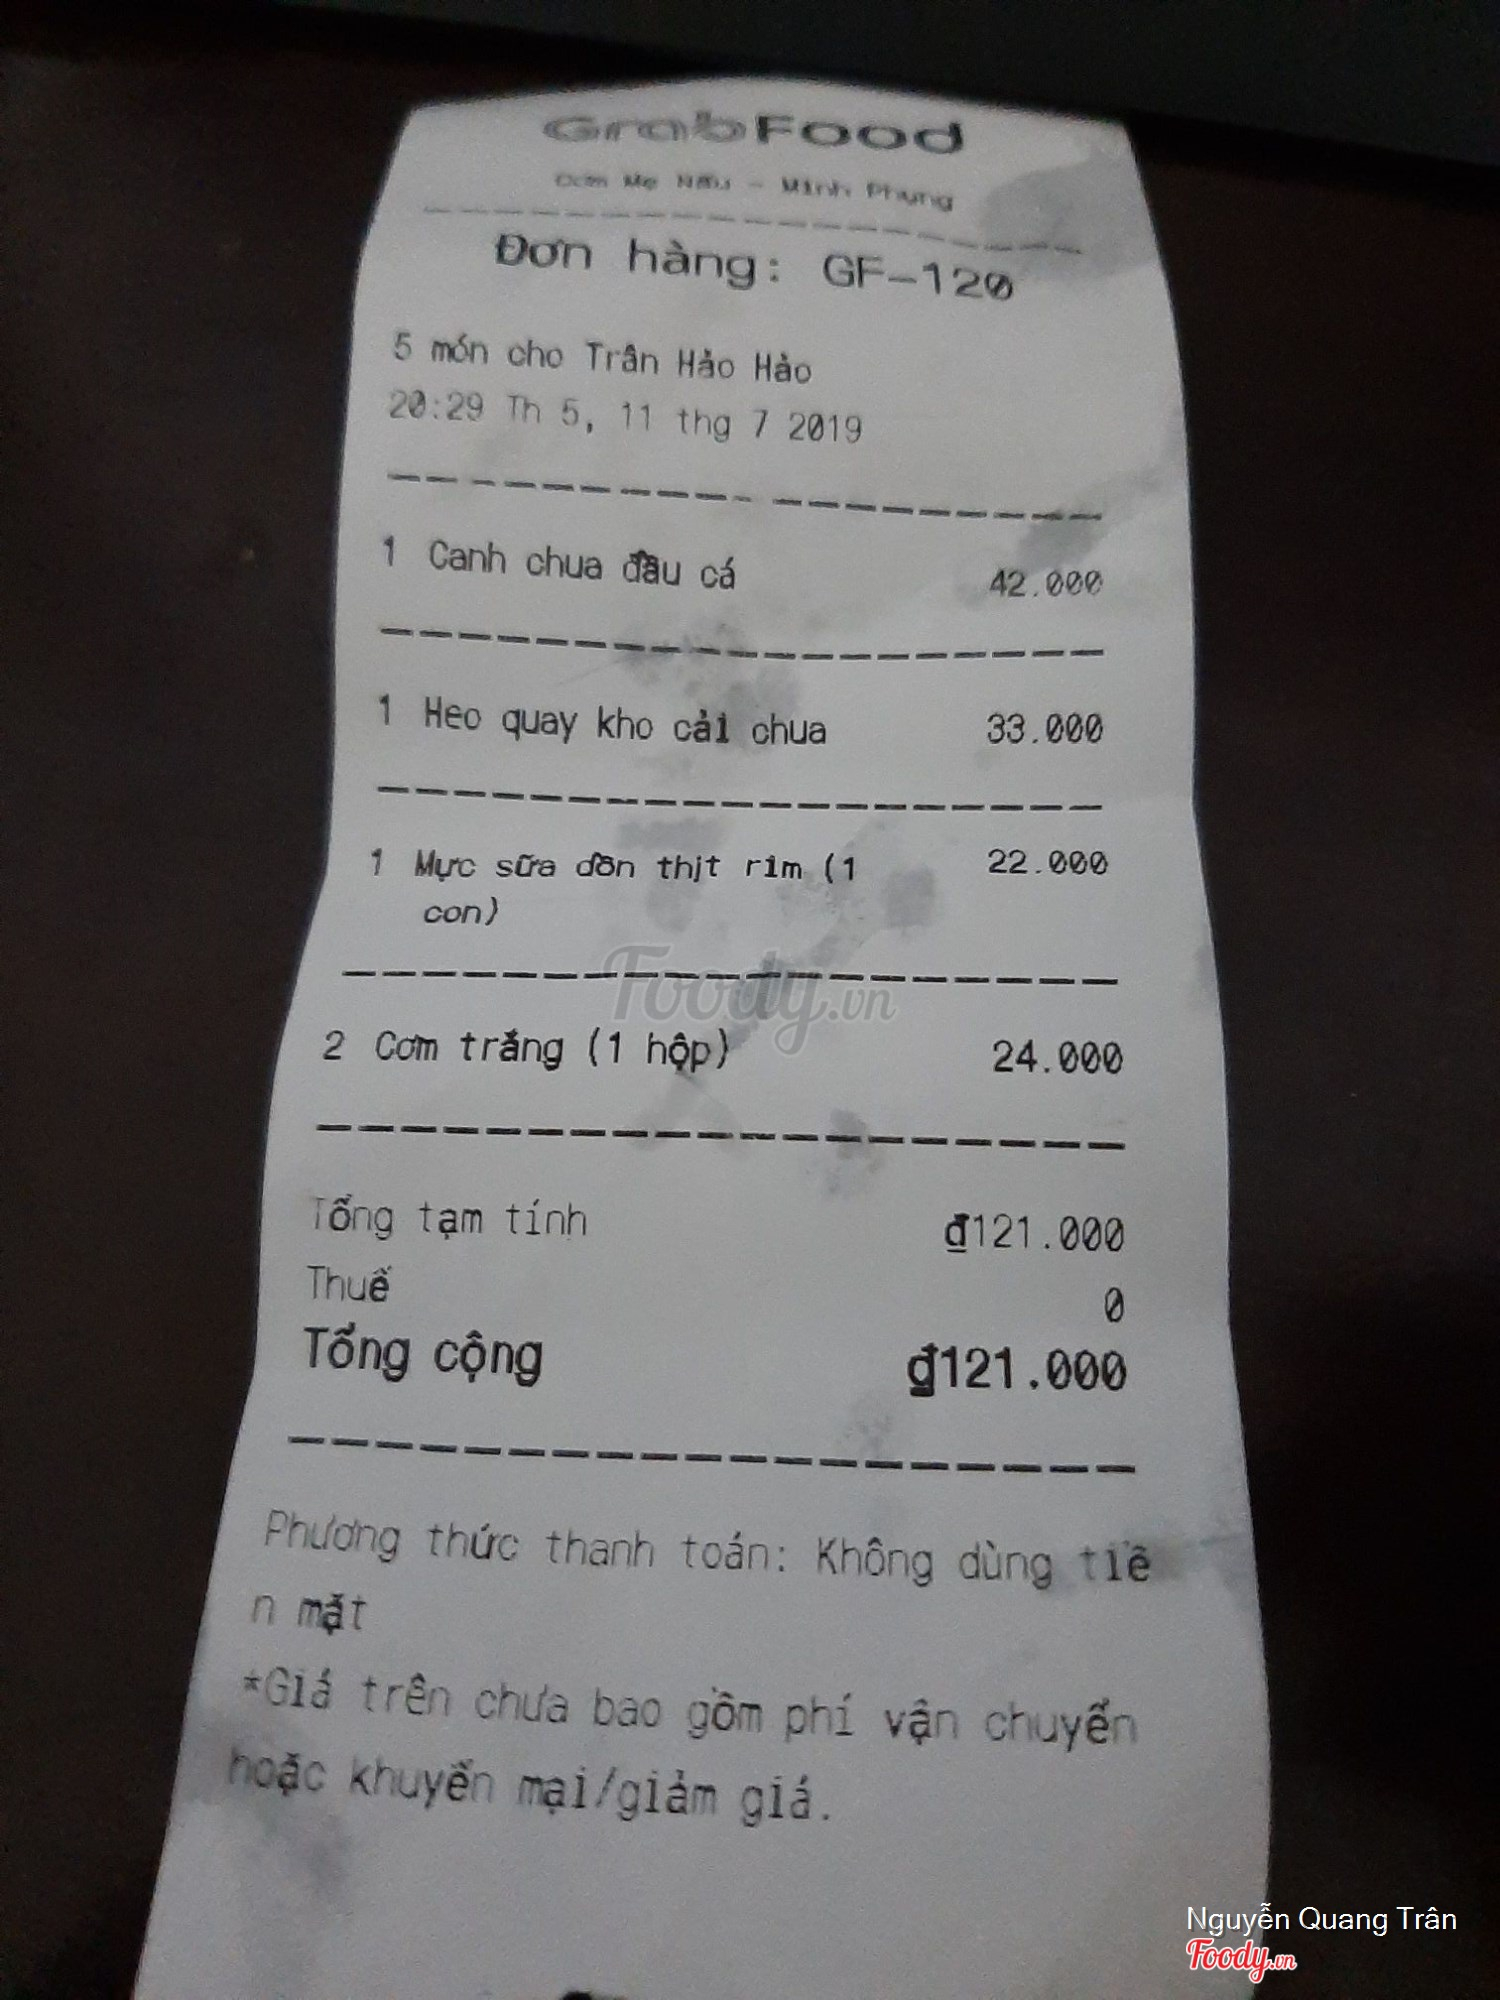 GrabFood
Cơm Mẹ Nấu - Minh Phụng
Đơn hàng: GF-120
5 món cho Trân Hảo Hảo
20:29 Th 5, 11 thg 7 2019
1 Canh chua đầu cá 42.000
1 Heo quay kho cải chua 33.000
1 Mực sữa dồn thịt rim (1 22.000
con)
Foody.vn
2 Cơm trắng (1 hộp) 24.000
Tổng tạm tính ₫121.000
Thuế 0
Tổng cộng ₫121.000
Phương thức thanh toán: Không dùng tiề
n mặt
*Giá trên chưa bao gồm phí vận chuyển
hoặc khuyến mại/giảm giá.
Nguyễn Quang Trân
Foody.vn